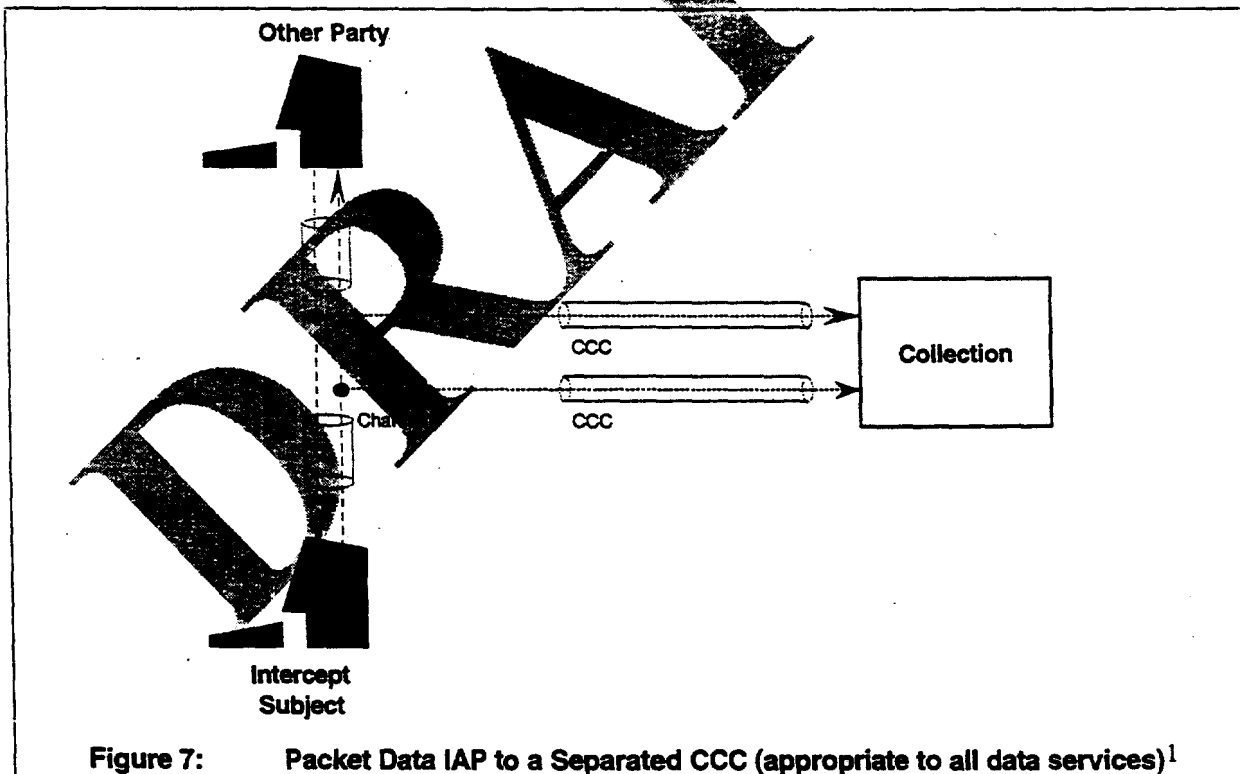 Other Party
DRA
CCC
Collection
CCC
Intercept
Subject
Figure 7: Packet Data IAP to a Separated CCC (appropriate to all data services)1